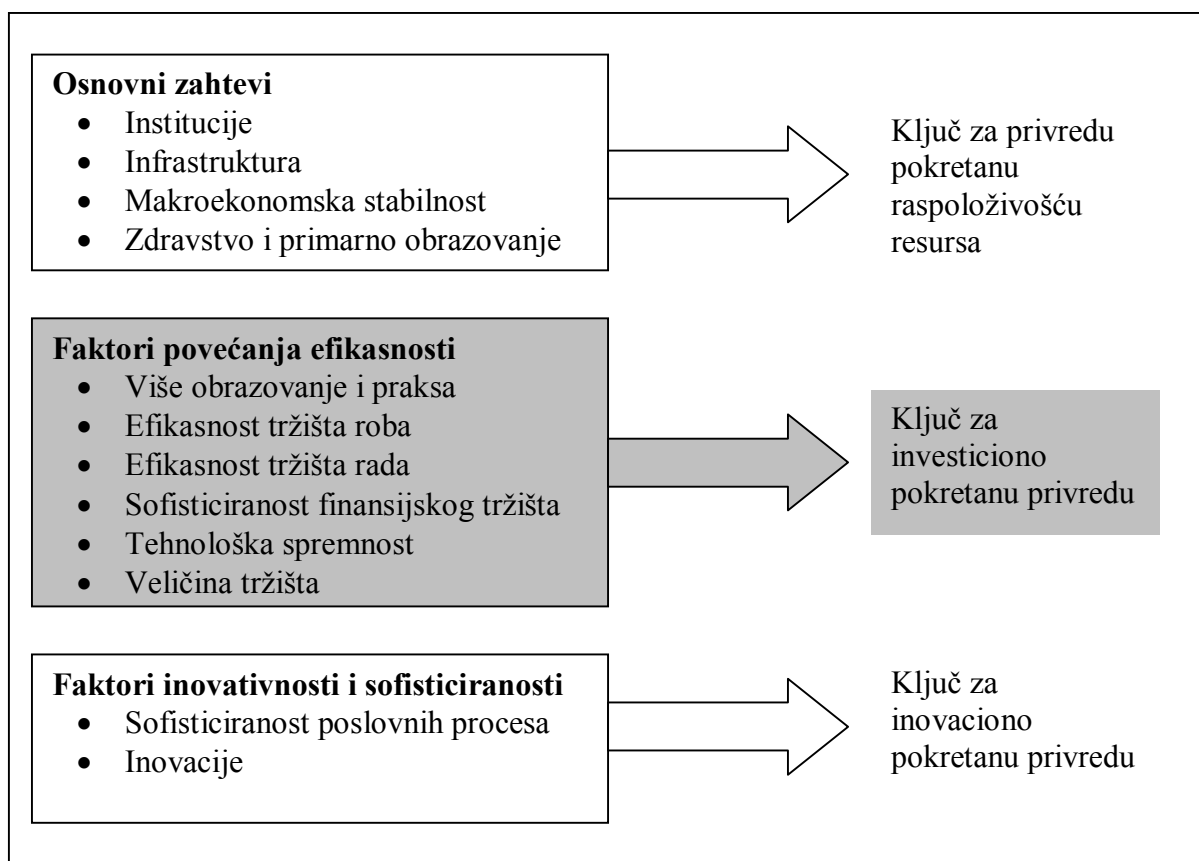 Osnovni zahtevi
• Institucije
• Infrastruktura
• Makroekonomska stabilnost
• Zdravstvo i primarno obrazovanje
Ključ za privredu
pokretanu
raspoloživošću
resursa
Faktori povećanja efikasnosti
• Više obrazovanje i praksa
• Efikasnost tržišta roba
• Efikasnost tržišta rada
• Sofisticiranost finansijskog tržišta
• Tehnološka spremnost
• Veličina tržišta
Ključ za
investiciono
pokretanu privredu
Faktori inovativnosti i sofisticiranosti
• Sofisticiranost poslovnih procesa
• Inovacije
Ključ za
inovaciono
pokretanu privredu